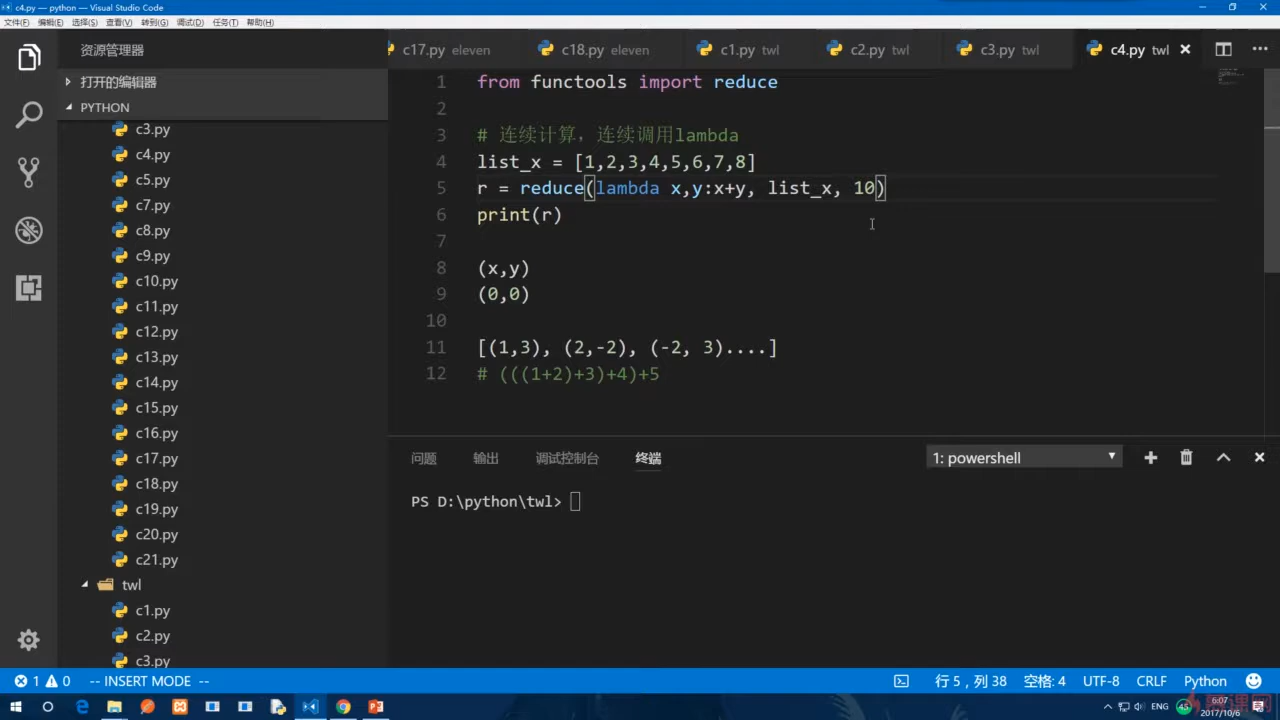 c4.py — python — Visual Studio Code
文件(F) 编辑(E) 选择(S) 查看(V) 转到(G) 调试(D) 任务(T) 帮助(H)
资源管理器
打开的编辑器
PYTHON
c3.py
c4.py
c5.py
c7.py
c8.py
c9.py
c10.py
c11.py
c12.py
c13.py
c14.py
c15.py
c16.py
c17.py
c18.py
c19.py
c20.py
c21.py
twl
c1.py
c2.py
c3.py
c17.py eleven c18.py eleven c1.py twl c2.py twl c3.py twl c4.py twl
1 from functools import reduce
2
3 # 连续计算，连续调用lambda
4 list_x = [1,2,3,4,5,6,7,8]
5 r = reduce(lambda x,y:x+y, list_x, 10)
6 print(r)
7
8 (x,y)
9 (0,0)
10
11 [(1,3), (2,-2), (-2, 3)....]
12 # (((1+2)+3)+4)+5
问题 输出 调试控制台 终端 1: powershell
PS D:\python\twl>
1 0 -- INSERT MODE -- 行 5，列 38 空格: 4 UTF-8 CRLF Python
ENG 45 6:07
2017/10/6
慕课网